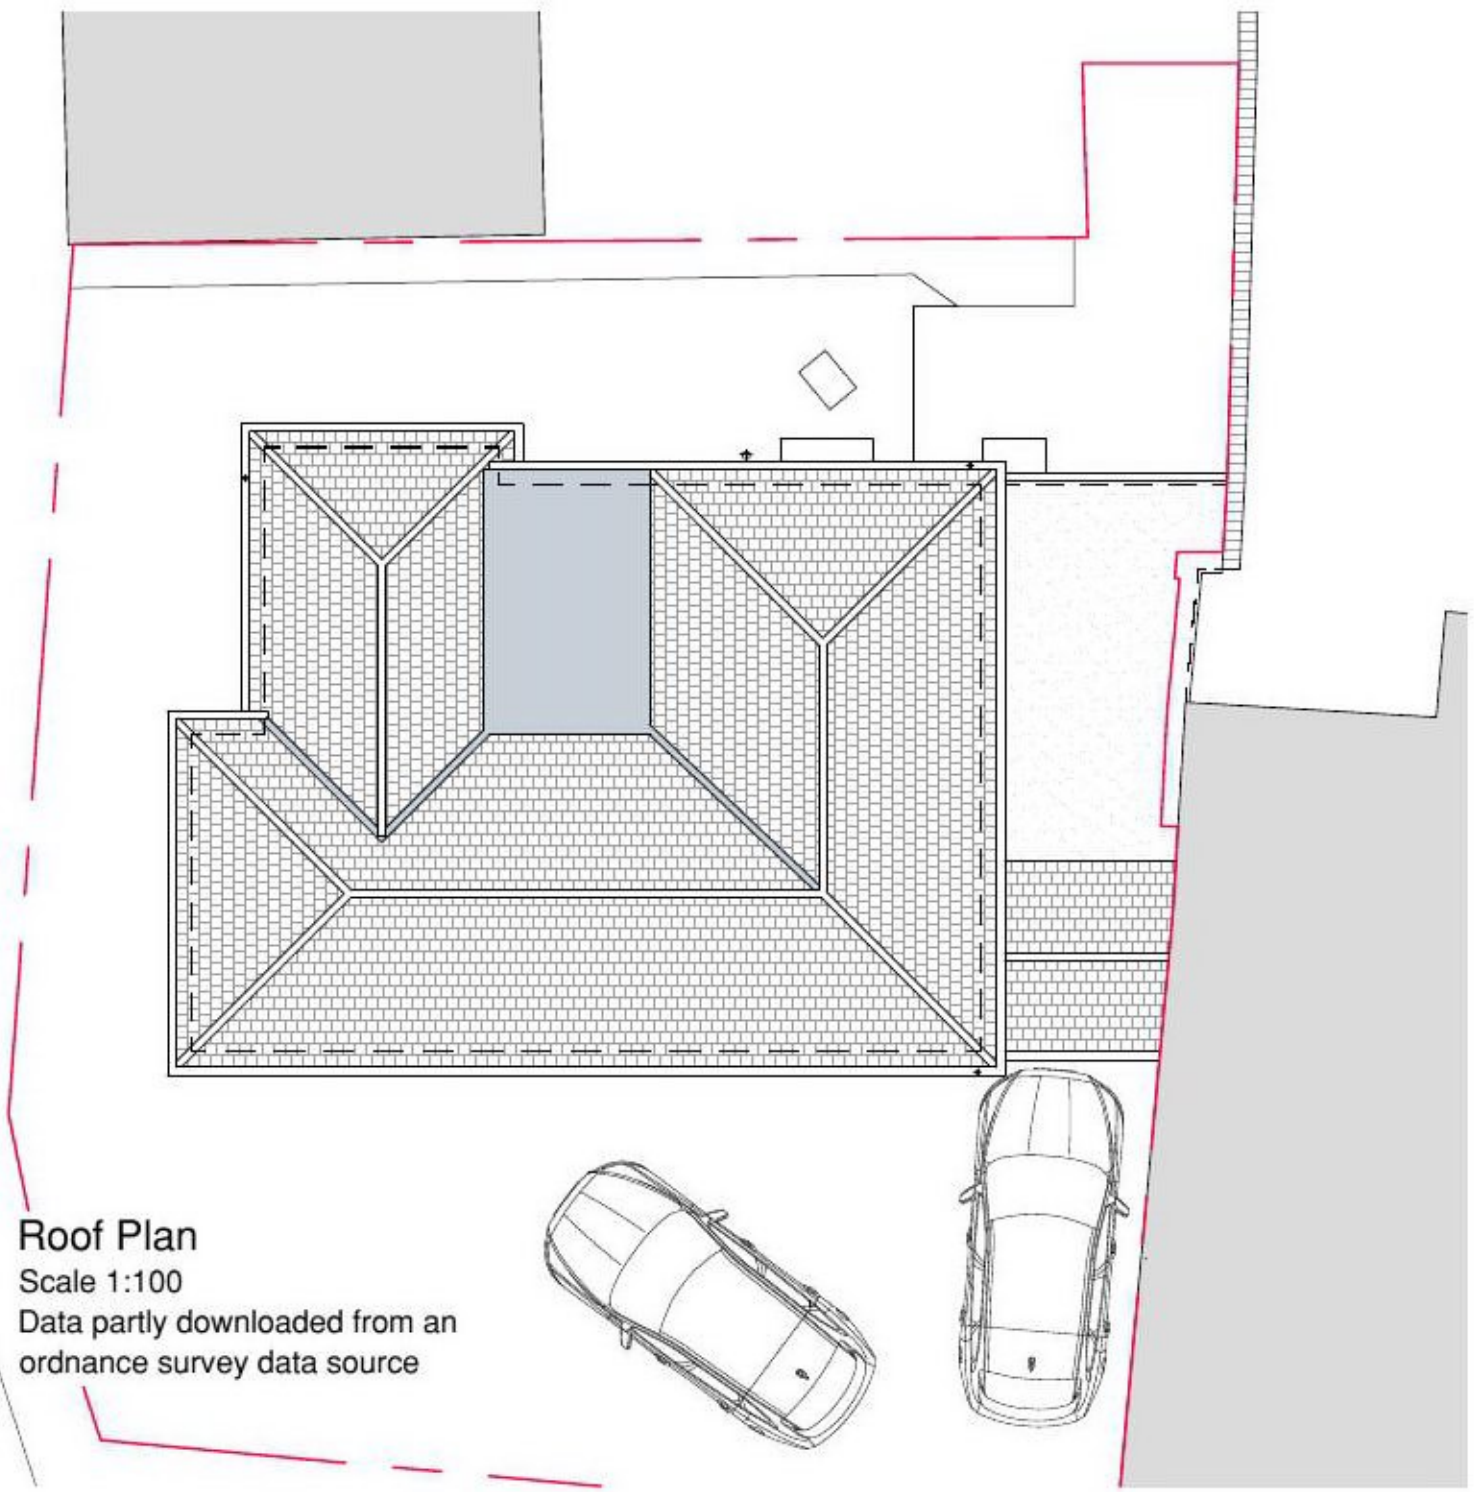 Roof Plan
Scale 1:100
Data partly downloaded from an
ordnance survey data source